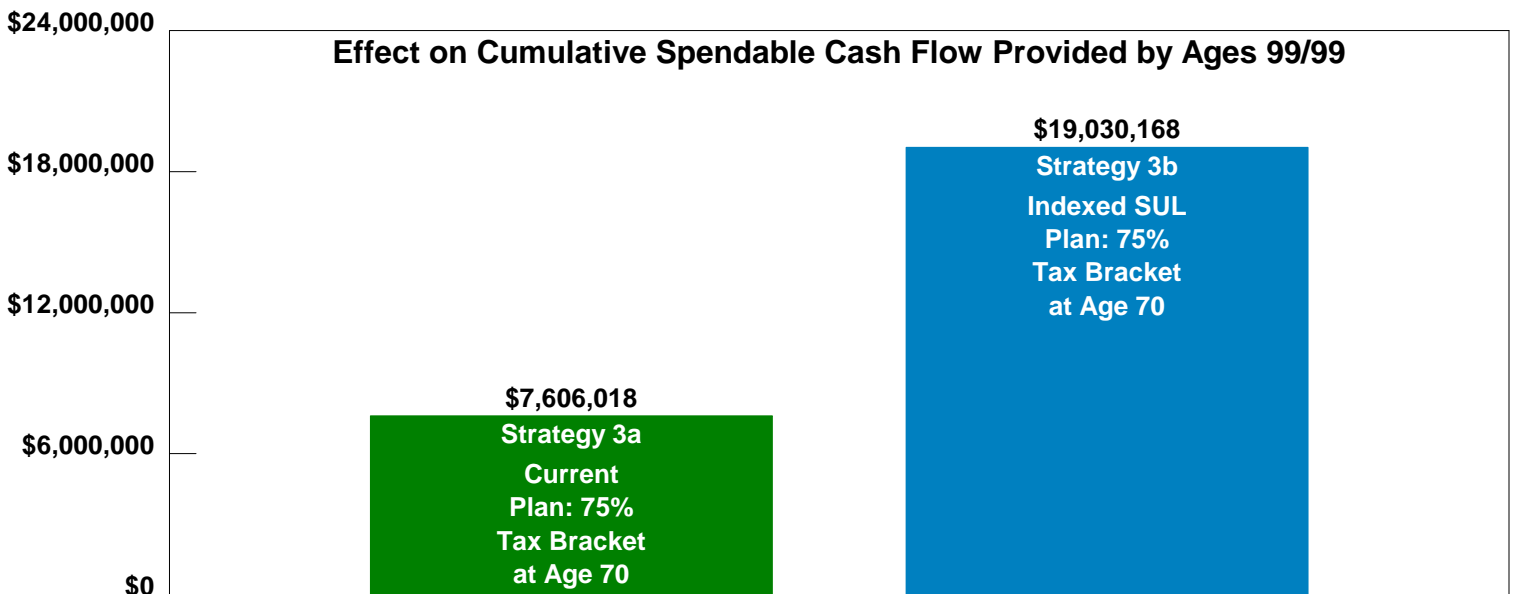 $24,000,000
Effect on Cumulative Spendable Cash Flow Provided by Ages 99/99
$19,030,168
$18,000,000
Strategy 3b
Indexed SUL
Plan: 75%
Tax Bracket
at Age 70
$12,000,000
$7,606,018
$6,000,000
Strategy 3a
Current
Plan: 75%
Tax Bracket
at Age 70
$0